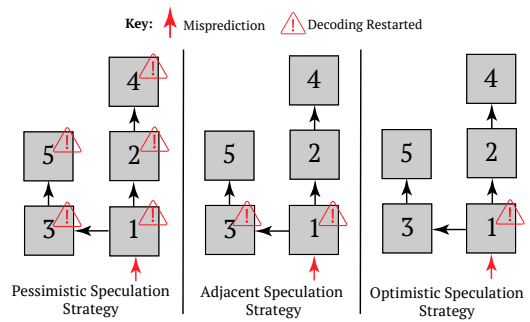 Key: Misprediction ! Decoding Restarted
4 ! 4 4
5 ! 2 ! 5 2 5 2
3 ! 1 ! 3 ! 1 ! 3 1 !
Pessimistic Speculation Strategy
Adjacent Speculation Strategy
Optimistic Speculation Strategy